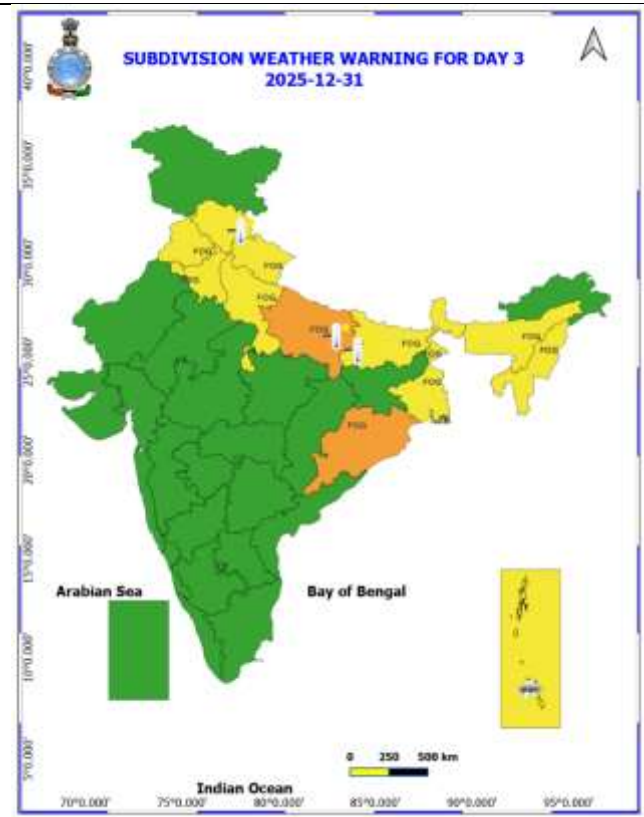 SUBDIVISION WEATHER WARNING FOR DAY 3
2025-12-31
40°0.000'
35°0.000'
30°0.000'
25°0.000'
20°0.000'
15°0.000'
10°0.000'
5°0.000'
FOG
FOG
FOG
FOG
FOG
FOG
FOG
FOG
FOG
FOG
FOG
Arabian Sea
Bay of Bengal
0 250 500 km
Indian Ocean
70°0.000' 75°0.000' 80°0.000' 85°0.000' 90°0.000' 95°0.000'